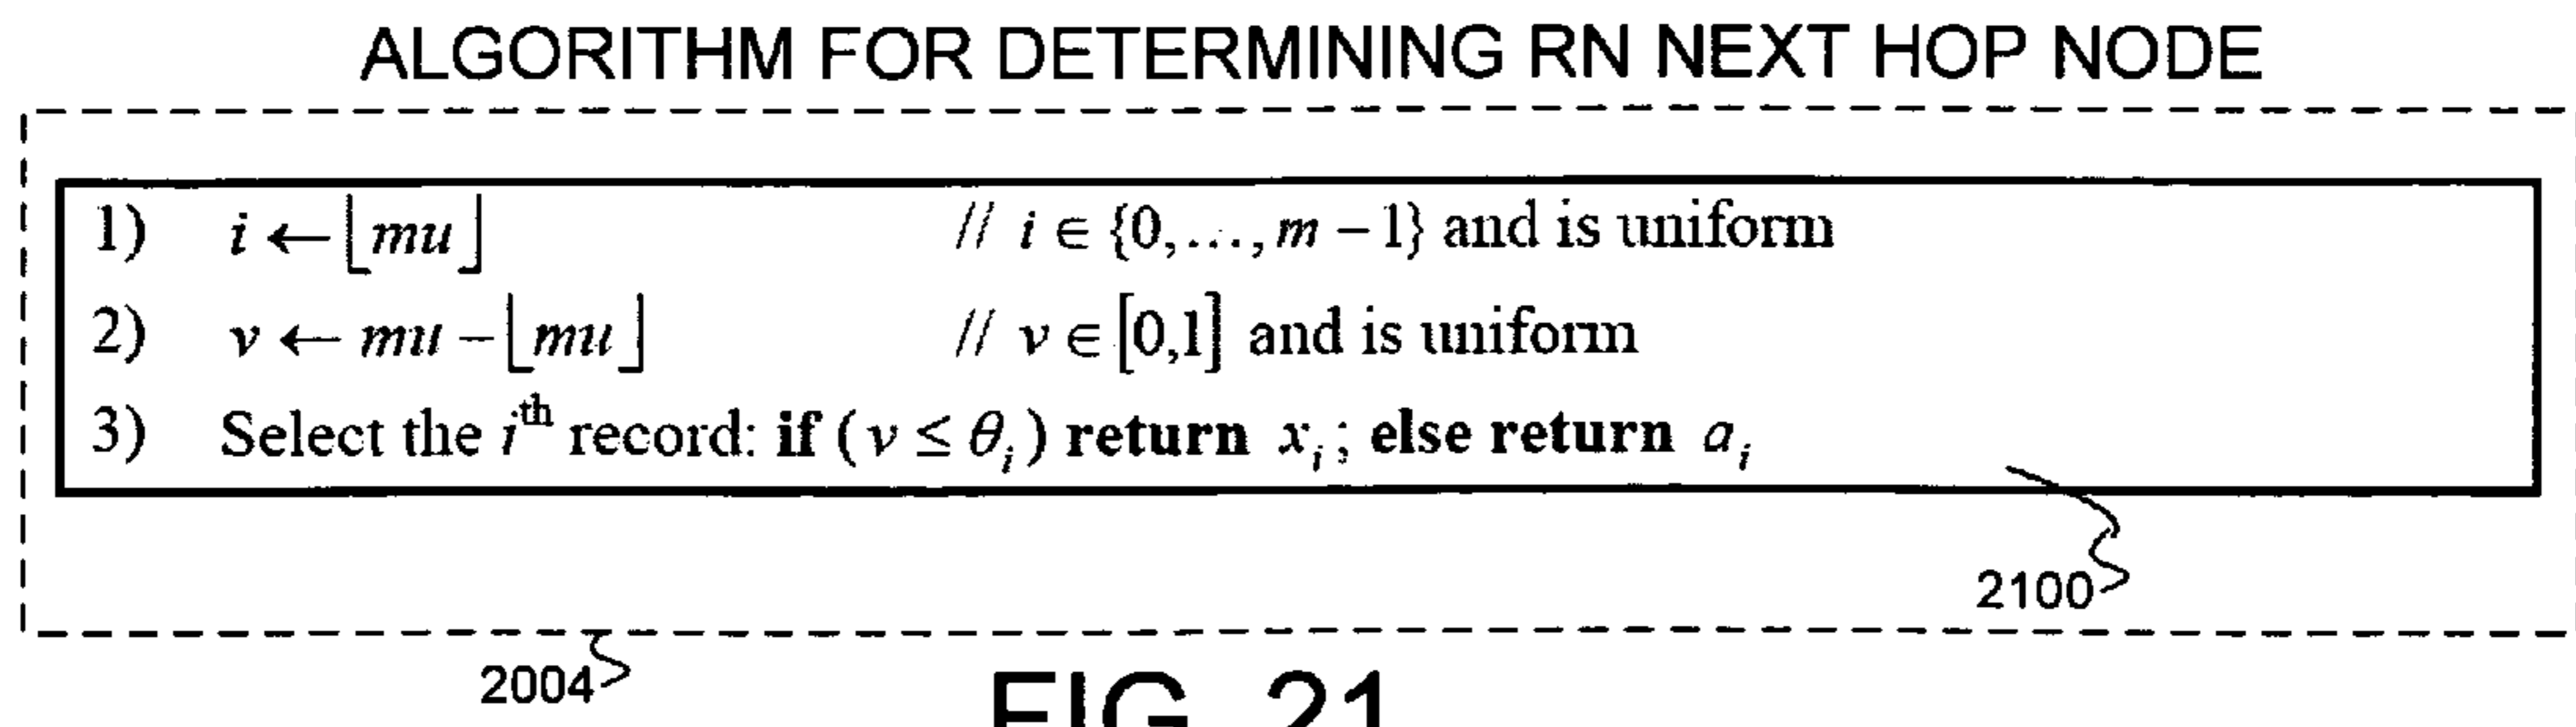 ALGORITHM FOR DETERMINING RN NEXT HOP NODE
1) i ← ⌊mu⌋ // i ∈ {0,…, m – 1} and is uniform
2) v ← mu – ⌊mu⌋ // v ∈ [0,1] and is uniform
3) Select the iᵗʰ record: if (v ≤ θᵢ) return xᵢ; else return aᵢ
2100
2004
FIG. 21